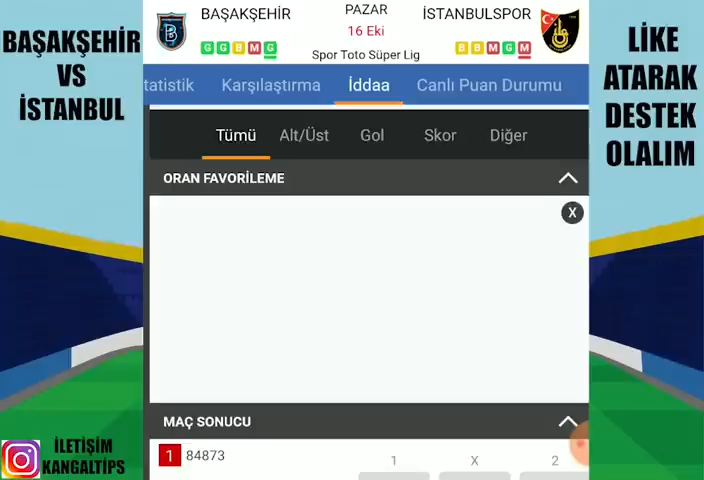 BAŞAKŞEHİR
VS
İSTANBUL
BAŞAKŞEHİR
G G B M G
PAZAR
16 Eki
Spor Toto Süper Lig
İSTANBULSPOR
B B M G M
tatistik Karşılaştırma İddaa Canlı Puan Durumu
Tümü Alt/Üst Gol Skor Diğer
ORAN FAVORİLEME
X
MAÇ SONUCU
1 84873
1 X 2
LİKE
ATARAK
DESTEK
OLALIM
İLETİŞİM
KANGALTİPS